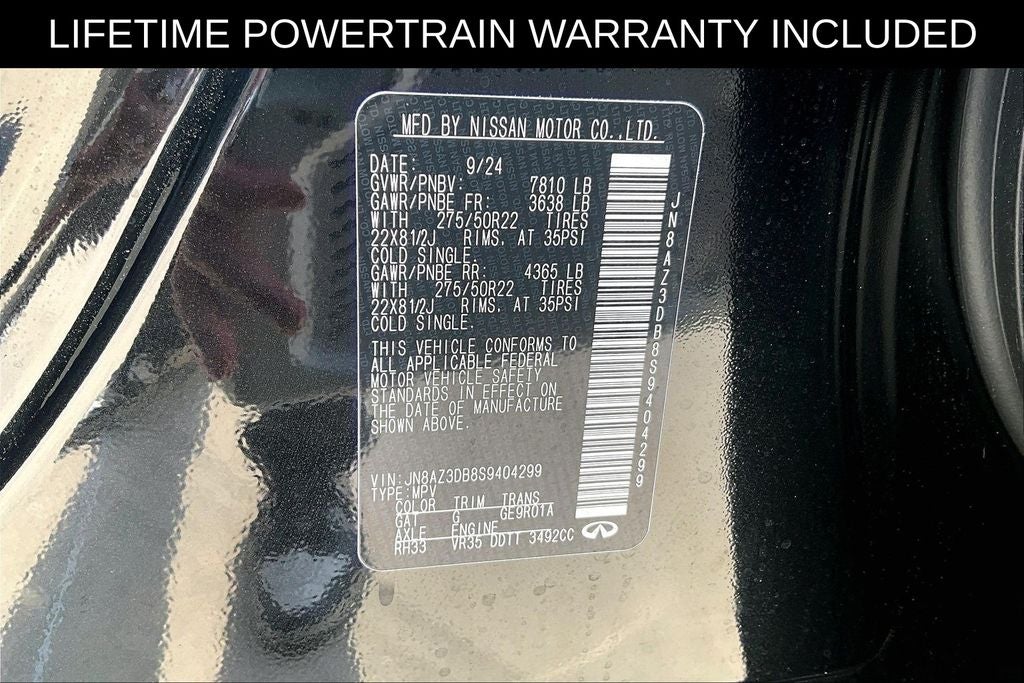 LIFETIME POWERTRAIN WARRANTY INCLUDED
MFD BY NISSAN MOTOR CO.,LTD.
DATE: 9/24
GVWR/PNBV: 7810 LB
GAWR/PNBE FR: 3638 LB
WITH 275/50R22 TIRES
22X81/2J RIMS. AT 35PSI
COLD SINGLE.
GAWR/PNBE RR: 4365 LB
WITH 275/50R22 TIRES
22X81/2J RIMS. AT 35PSI
COLD SINGLE.
THIS VEHICLE CONFORMS TO
ALL APPLICABLE FEDERAL
MOTOR VEHICLE SAFETY
STANDARDS IN EFFECT ON
THE DATE OF MANUFACTURE
SHOWN ABOVE.
VIN:JN8AZ3DB8S9404299
TYPE:MPV
COLOR TRIM TRANS
GAT G GE9R01A
AXLE ENGINE
RH33 VR35 DDTT 3492CC
JN8AZ3DB8S9404299